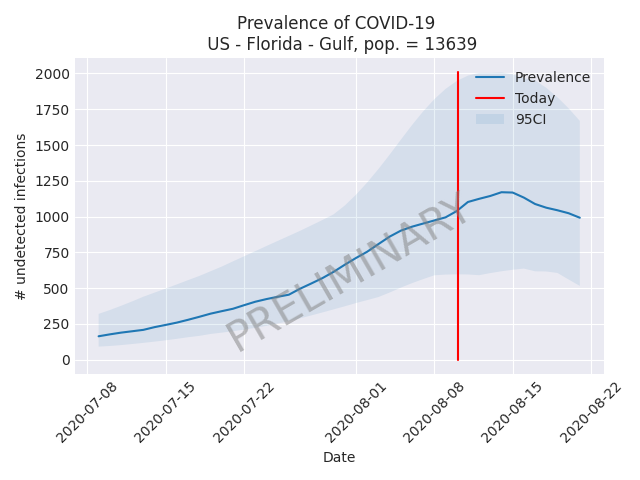 Prevalence of COVID-19
US - Florida - Gulf, pop. = 13639
# undetected infections
2000
1750
1500
1250
1000
750
500
250
0
Prevalence
Today
95CI
PRELIMINARY
2020-07-08
2020-07-15
2020-07-22
2020-08-01
2020-08-08
2020-08-15
2020-08-22
Date